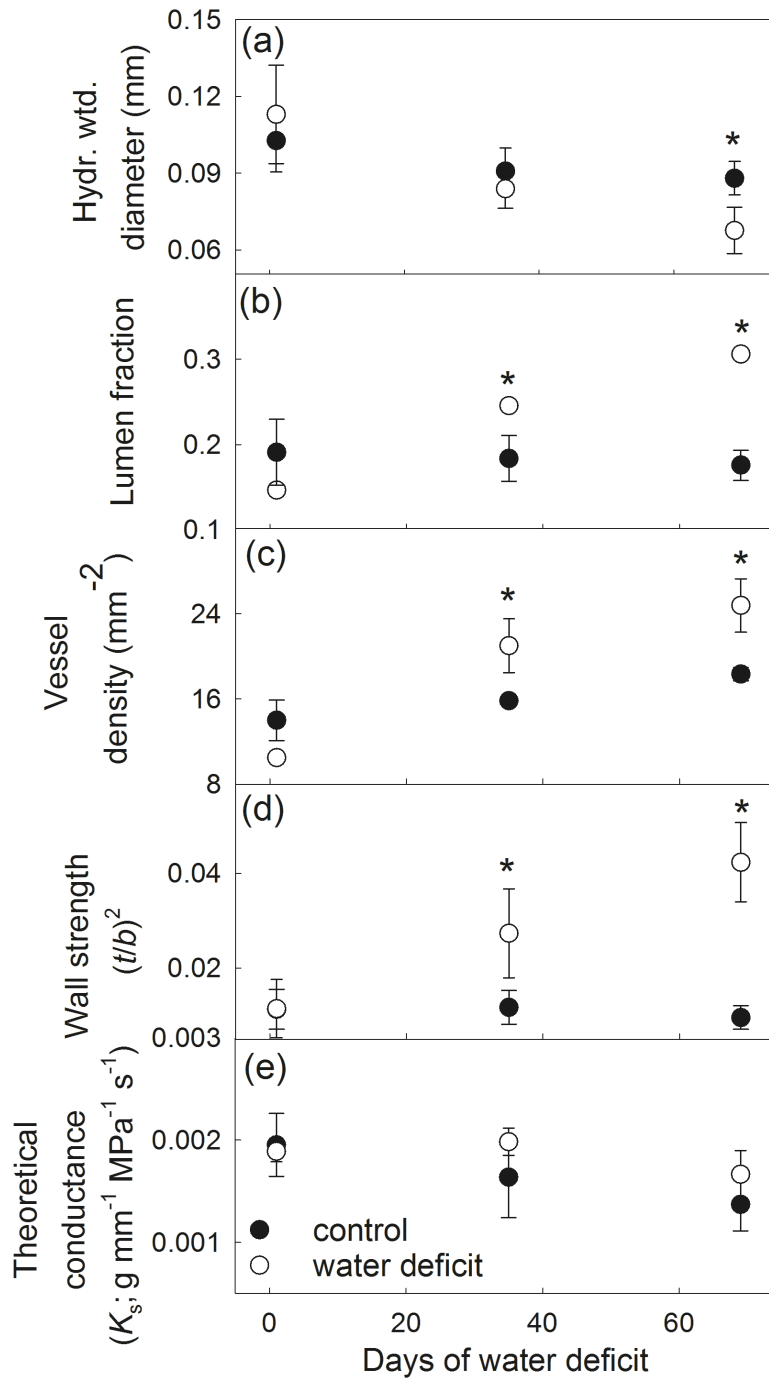 (a)
0.15
0.12
0.09
0.06
Hydr. wtd.
diameter (mm)
*
(b)
0.3
0.2
0.1
Lumen fraction
*
*
(c)
24
16
8
Vessel
density (mm⁻²)
*
*
(d)
0.04
0.02
0.003
Wall strength
(t/b)²
*
*
(e)
0.002
0.001
Theoretical
conductance
(Kₛ; g mm⁻¹ MPa⁻¹ s⁻¹)
control
water deficit
0 20 40 60
Days of water deficit